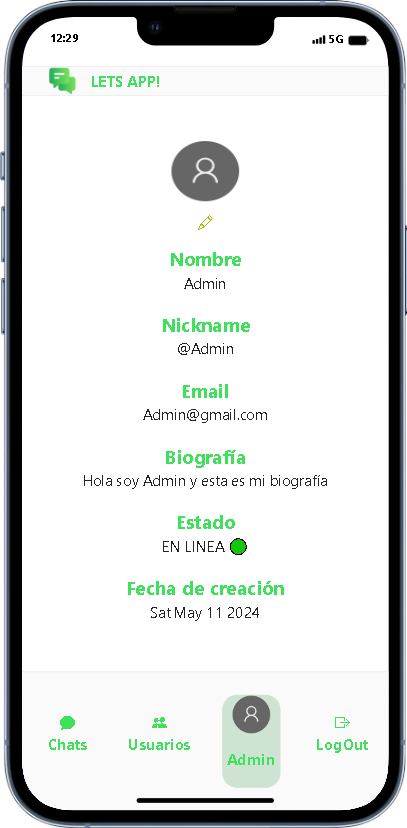 12:29
5G
LETS APP!
Nombre
Admin
Nickname
@Admin
Email
Admin@gmail.com
Biografía
Hola soy Admin y esta es mi biografía
Estado
EN LINEA
Fecha de creación
Sat May 11 2024
Chats
Usuarios
Admin
LogOut